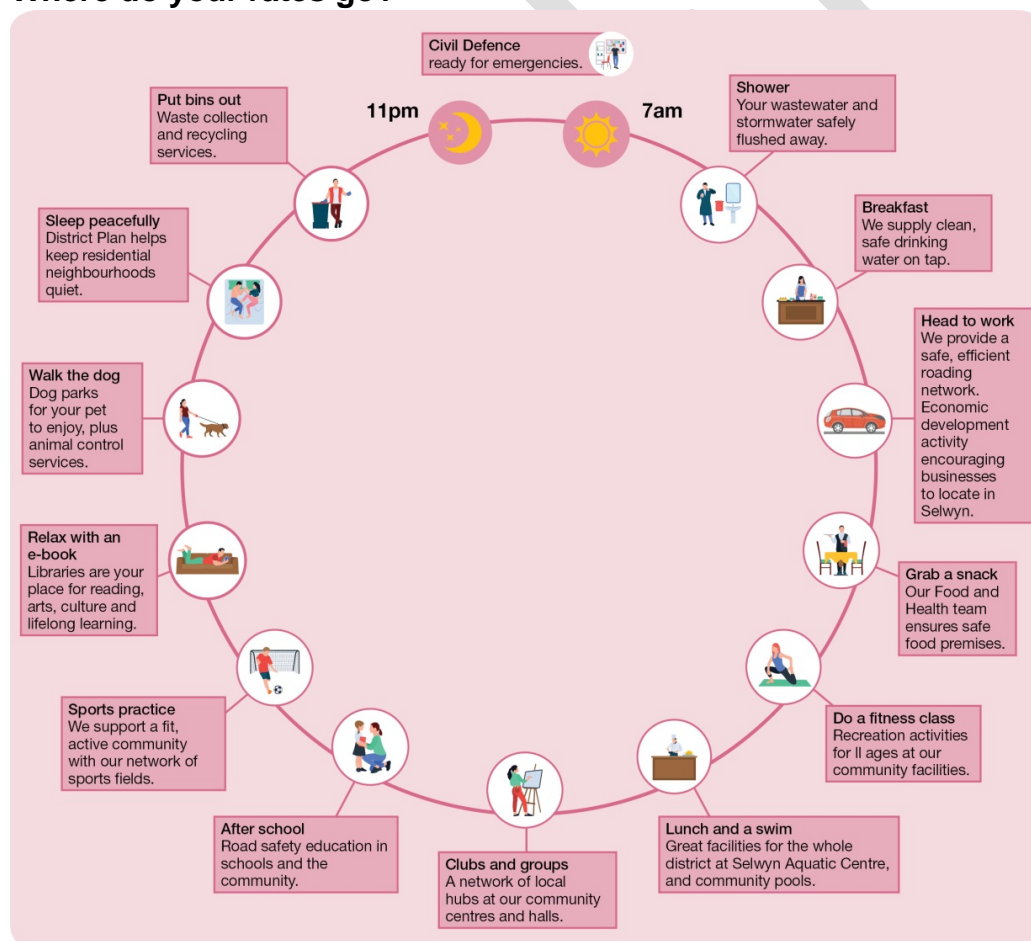 Where do your rates go?
Civil Defence
ready for emergencies.
11pm
7am
Shower
Your wastewater and
stormwater safely
flushed away.
Breakfast
We supply clean,
safe drinking
water on tap.
Head to work
We provide a
safe, efficient
roading
network.
Economic
development
activity
encouraging
businesses
to locate in
Selwyn.
Grab a snack
Our Food and
Health team
ensures safe
food premises.
Do a fitness class
Recreation activities
for ll ages at our
community facilities.
Lunch and a swim
Great facilities for the whole
district at Selwyn Aquatic Centre,
and community pools.
Clubs and groups
A network of local
hubs at our community
centres and halls.
After school
Road safety education in
schools and the
community.
Sports practice
We support a fit,
active community
with our network of
sports fields.
Relax with an
e-book
Libraries are your
place for reading,
arts, culture and
lifelong learning.
Walk the dog
Dog parks
for your pet
to enjoy, plus
animal control
services.
Sleep peacefully
District Plan helps
keep residential
neighbourhoods
quiet.
Put bins out
Waste collection
and recycling
services.